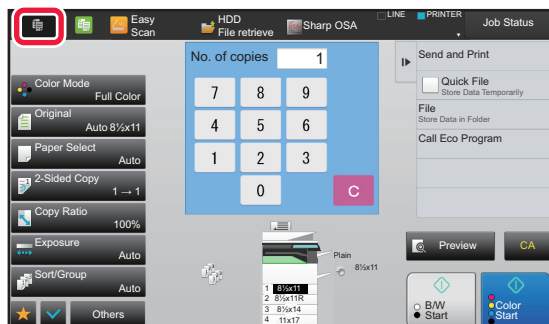 Easy
Scan
HDD
File retrieve
Sharp OSA
LINE
PRINTER
Job Status
No. of copies
1
7 8 9
4 5 6
1 2 3
0 C
Color Mode
Full Color
Original
Auto 8½x11
Paper Select
Auto
2-Sided Copy
1→1
Copy Ratio
100%
Exposure
Auto
Sort/Group
Auto
Others
Plain
8½x11
1 8½x11
2 8½x11R
3 8½x14
4 11x17
Send and Print
Quick File
Store Data Temporarily
File
Store Data in Folder
Call Eco Program
Preview
CA
B/W
Start
Color
Start